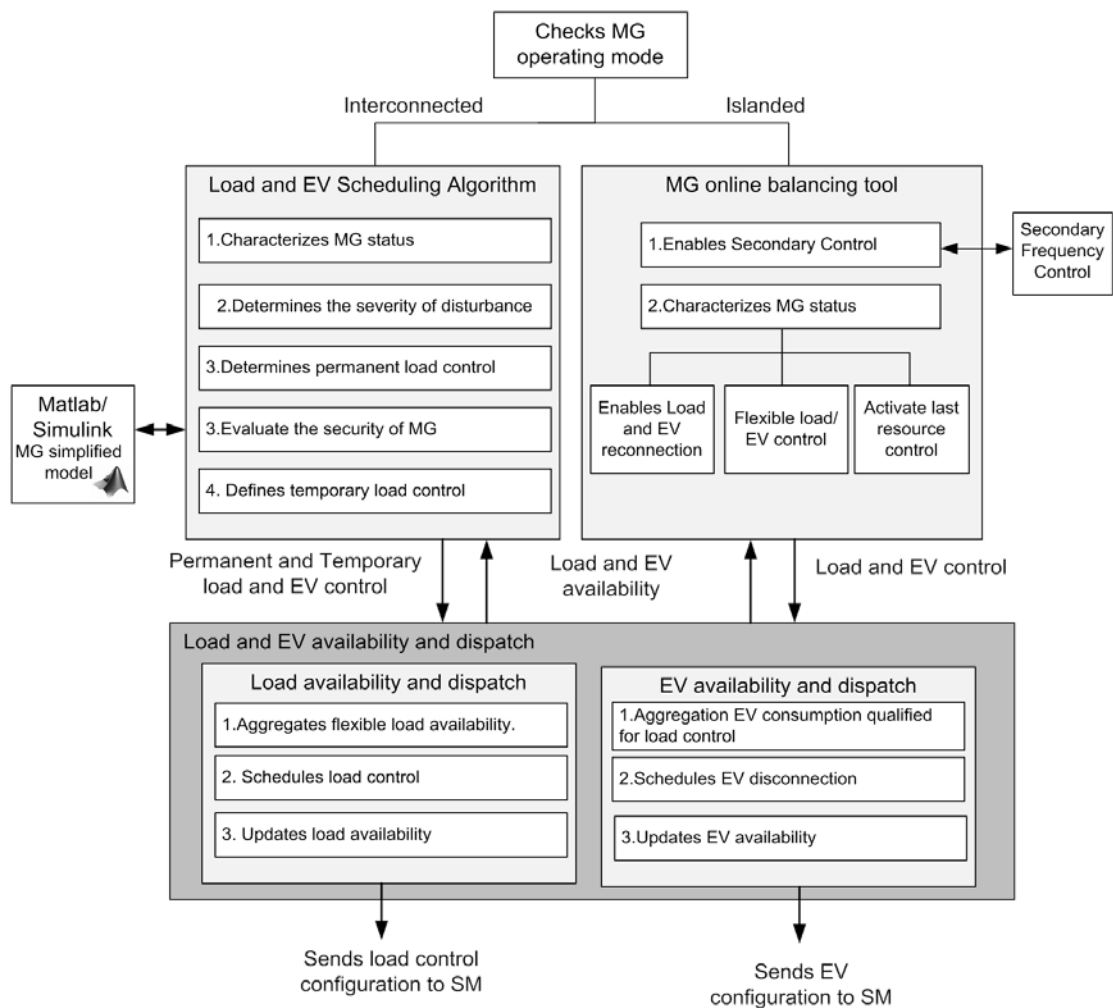 Checks MG
operating mode
Interconnected
Islanded
Load and EV Scheduling Algorithm
1.Characterizes MG status
2.Determines the severity of disturbance
3.Determines permanent load control
3.Evaluate the security of MG
4. Defines temporary load control
Matlab/
Simulink
MG simplified
model
MG online balancing tool
1.Enables Secondary Control
2.Characterizes MG status
Enables Load
and EV
reconnection
Flexible load/
EV control
Activate last
resource
control
Secondary
Frequency
Control
Permanent and Temporary
load and EV control
Load and EV
availability
Load and EV control
Load and EV availability and dispatch
Load availability and dispatch
1.Aggregates flexible load availability.
2. Schedules load control
3. Updates load availability
EV availability and dispatch
1.Aggregation EV consumption qualified
for load control
2.Schedules EV disconnection
3.Updates EV availability
Sends load control
configuration to SM
Sends EV
configuration to SM